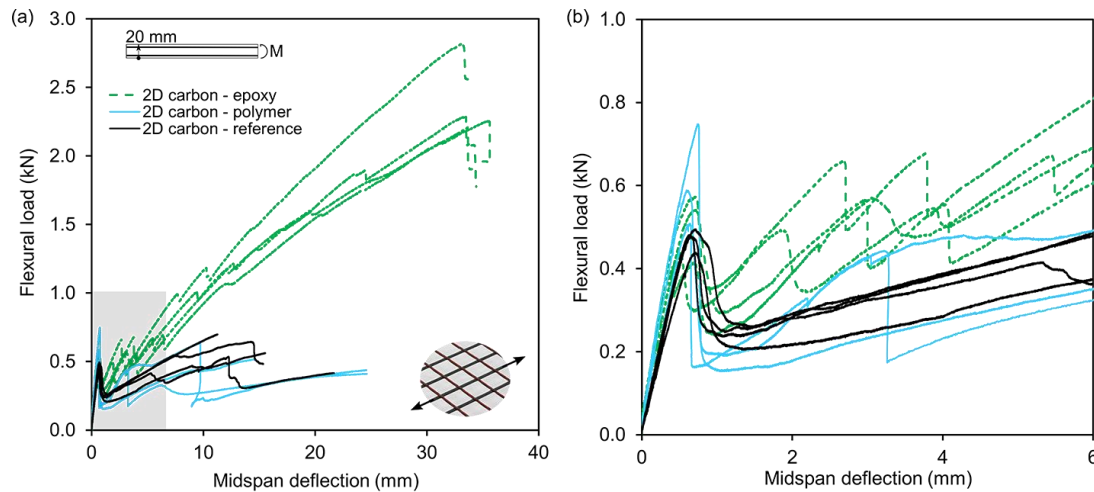 (a)
3.0
2.5
2.0
1.5
1.0
0.5
0.0
Flexural load (kN)
20 mm
M
2D carbon - epoxy
2D carbon - polymer
2D carbon - reference
0 10 20 30 40
Midspan deflection (mm)
(b)
1.0
0.8
0.6
0.4
0.2
0.0
Flexural load (kN)
0 2 4 6
Midspan deflection (mm)